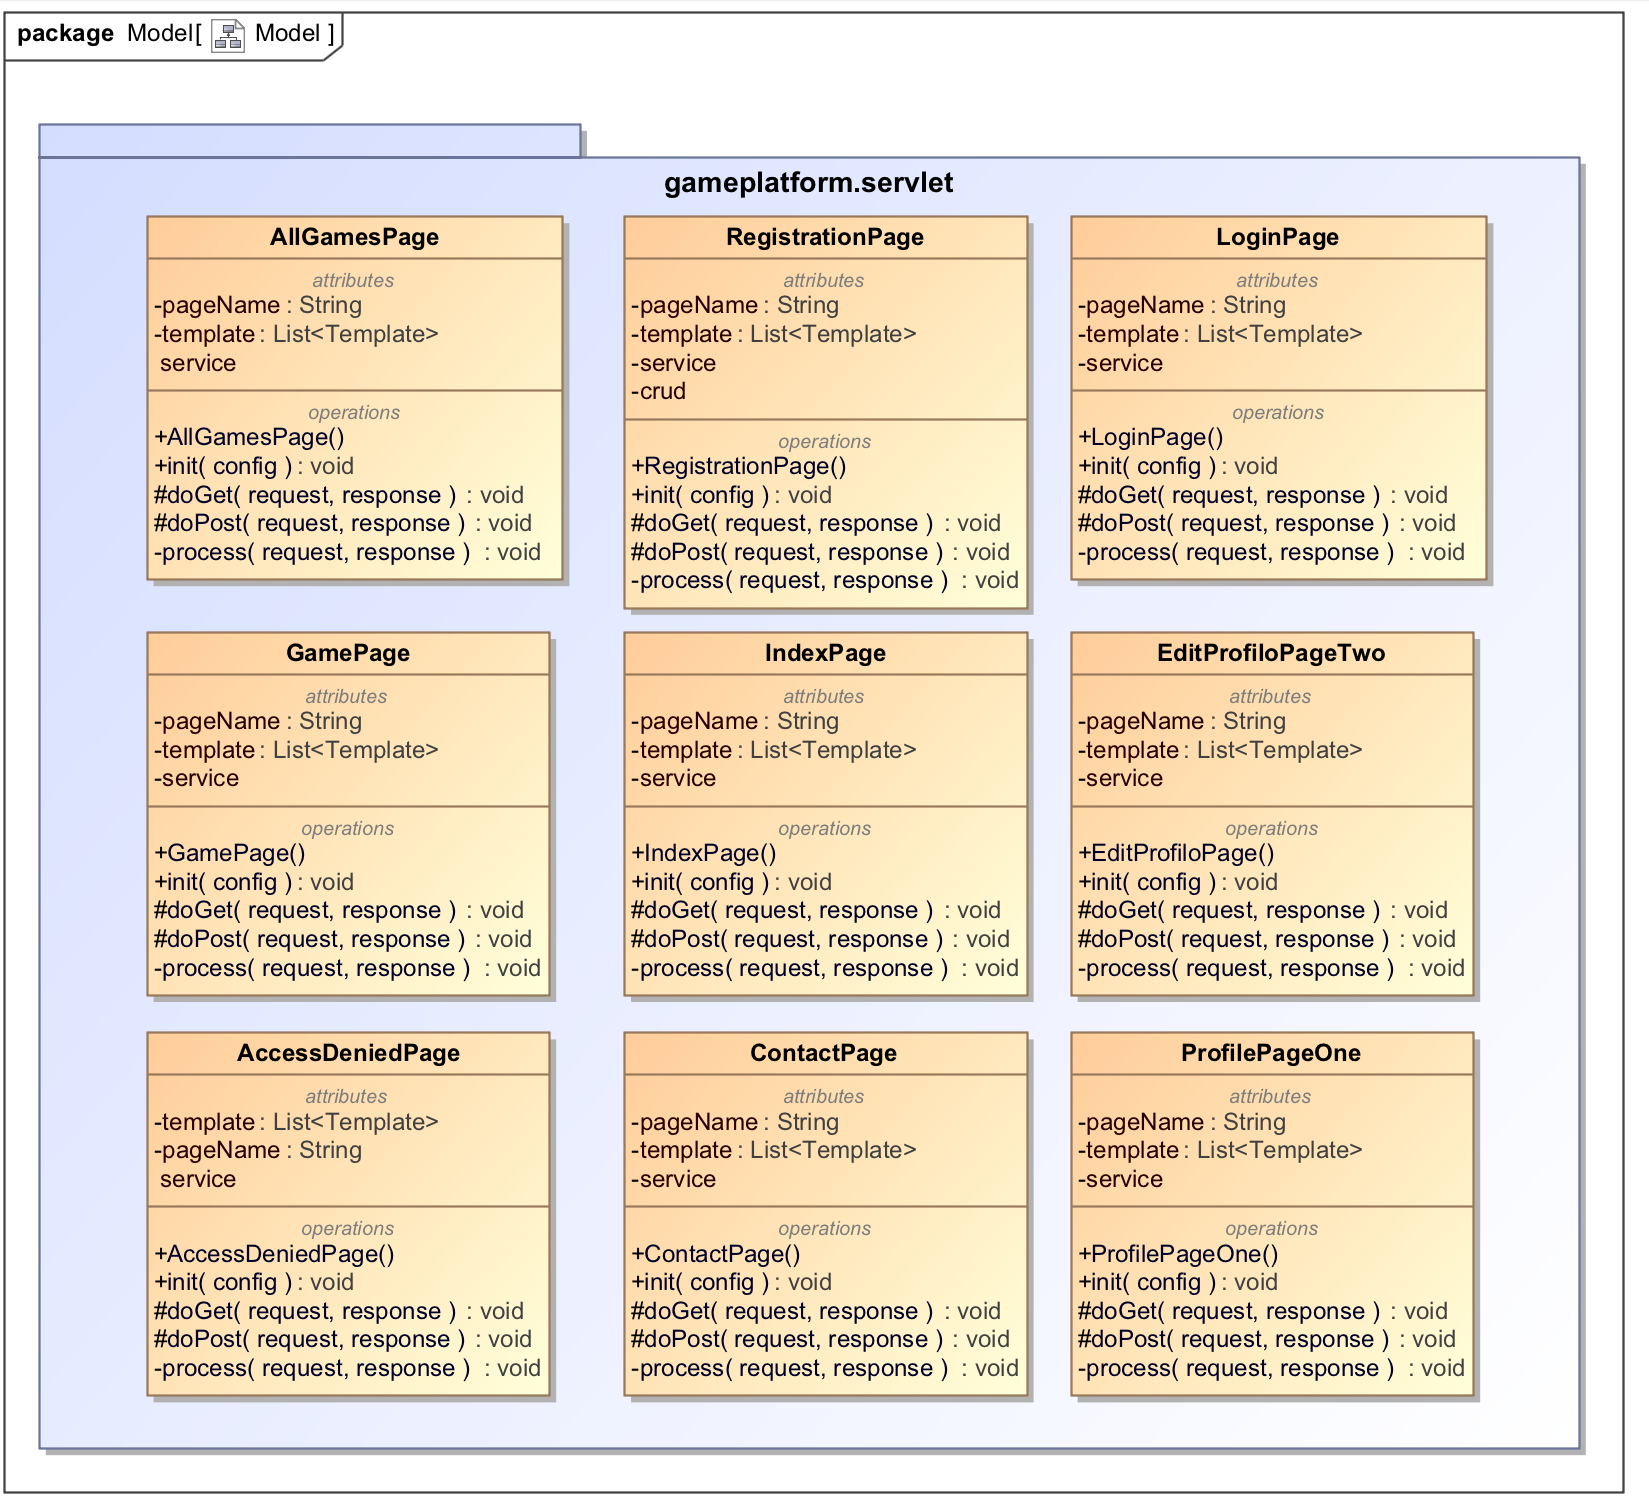 package Model[ Model ]
gameplatform.servlet
AllGamesPage
attributes
-pageName : String
-template : List<Template>
service
operations
+AllGamesPage()
+init( config ) : void
#doGet( request, response ) : void
#doPost( request, response ) : void
-process( request, response ) : void
RegistrationPage
attributes
-pageName : String
-template : List<Template>
-service
-crud
operations
+RegistrationPage()
+init( config ) : void
#doGet( request, response ) : void
#doPost( request, response ) : void
-process( request, response ) : void
LoginPage
attributes
-pageName : String
-template : List<Template>
-service
operations
+LoginPage()
+init( config ) : void
#doGet( request, response ) : void
#doPost( request, response ) : void
-process( request, response ) : void
GamePage
attributes
-pageName : String
-template : List<Template>
-service
operations
+GamePage()
+init( config ) : void
#doGet( request, response ) : void
#doPost( request, response ) : void
-process( request, response ) : void
IndexPage
attributes
-pageName : String
-template : List<Template>
-service
operations
+IndexPage()
+init( config ) : void
#doGet( request, response ) : void
#doPost( request, response ) : void
-process( request, response ) : void
EditProfiloPageTwo
attributes
-pageName : String
-template : List<Template>
-service
operations
+EditProfiloPage()
+init( config ) : void
#doGet( request, response ) : void
#doPost( request, response ) : void
-process( request, response ) : void
AccessDeniedPage
attributes
-template : List<Template>
-pageName : String
service
operations
+AccessDeniedPage()
+init( config ) : void
#doGet( request, response ) : void
#doPost( request, response ) : void
-process( request, response ) : void
ContactPage
attributes
-pageName : String
-template : List<Template>
-service
operations
+ContactPage()
+init( config ) : void
#doGet( request, response ) : void
#doPost( request, response ) : void
-process( request, response ) : void
ProfilePageOne
attributes
-pageName : String
-template : List<Template>
-service
operations
+ProfilePageOne()
+init( config ) : void
#doGet( request, response ) : void
#doPost( request, response ) : void
-process( request, response ) : void